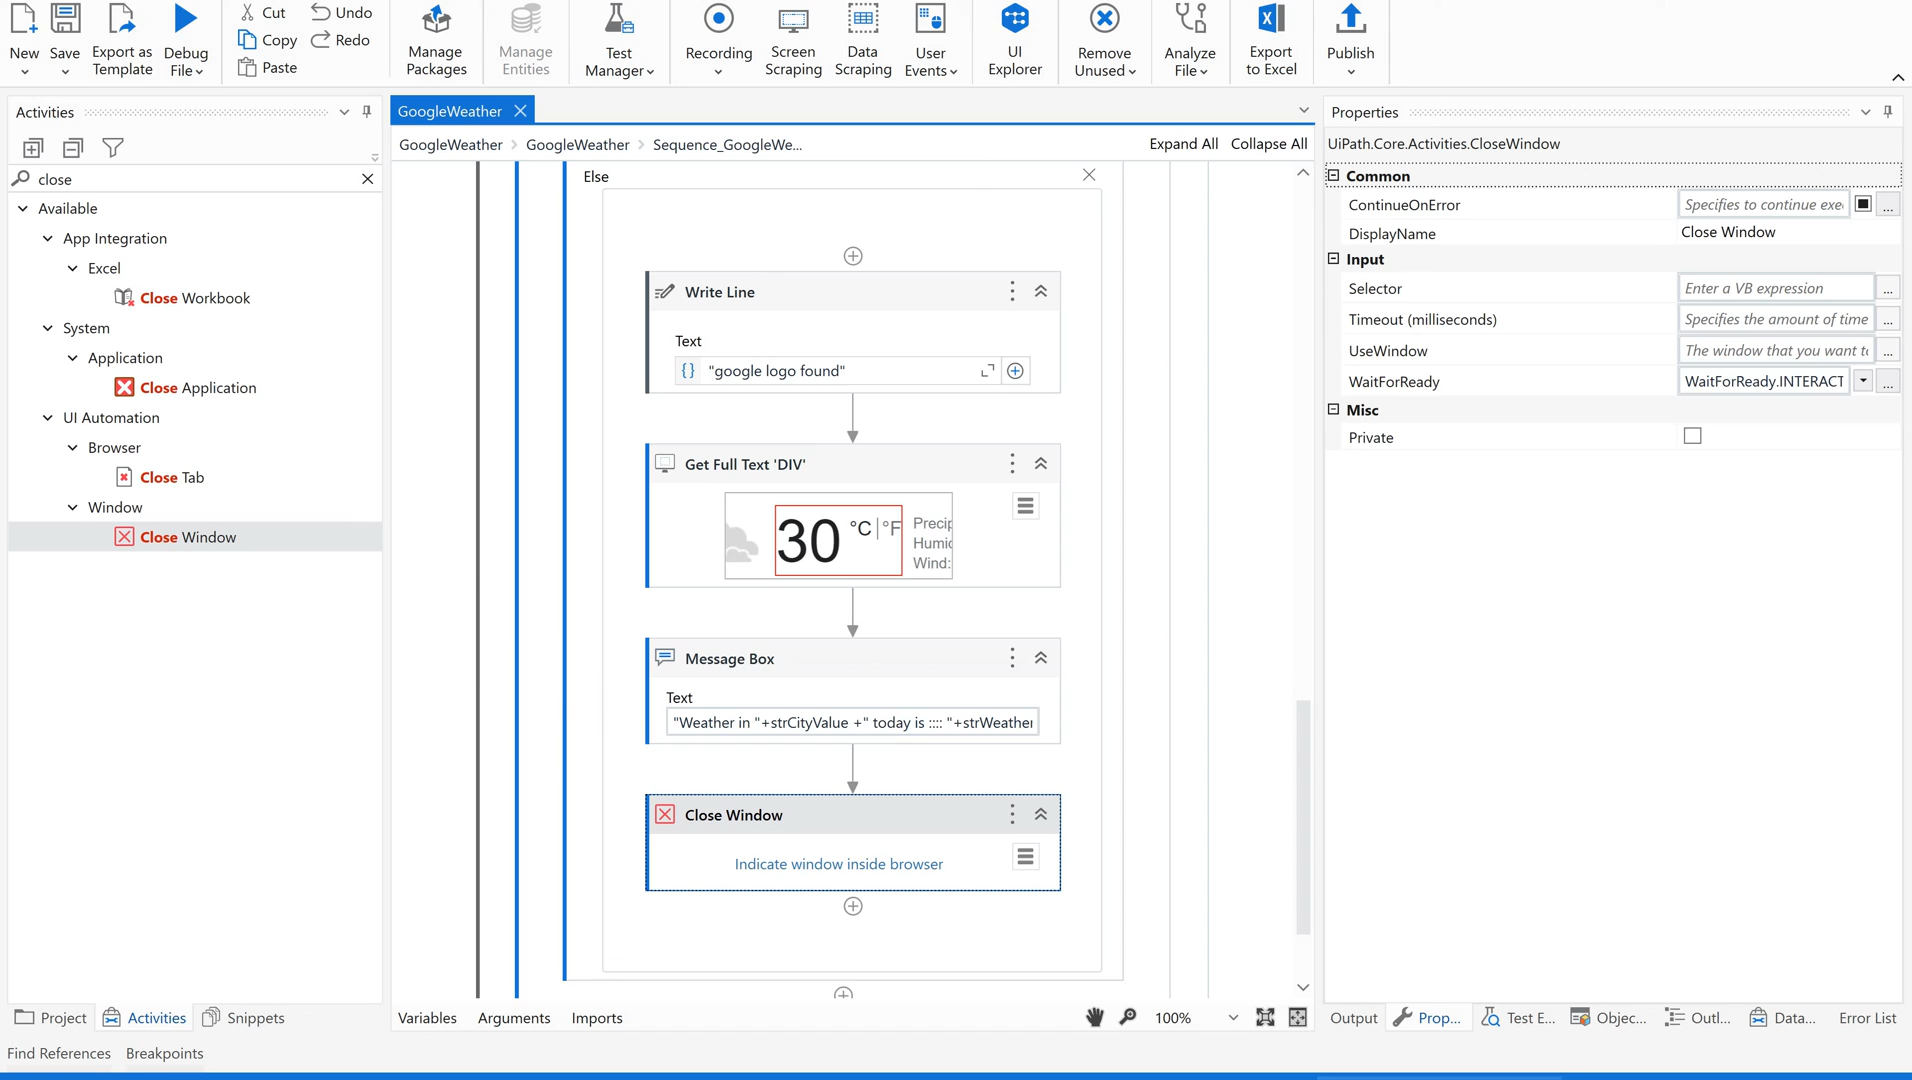 Cut
Undo
Copy
Redo
Paste
New
Save
Export as Template
Debug File
Manage Packages
Manage Entities
Test Manager
Recording
Screen Scraping
Data Scraping
User Events
UI Explorer
Remove Unused
Analyze File
Export to Excel
Publish
Activities
close
Available
App Integration
Excel
Close Workbook
System
Application
Close Application
UI Automation
Browser
Close Tab
Window
Close Window
Project
Activities
Snippets
Find References
Breakpoints
GoogleWeather
GoogleWeather
GoogleWeather
Sequence_GoogleWe...
Expand All
Collapse All
Else
Write Line
Text
{} "google logo found"
Get Full Text 'DIV'
30 °C | °F
Precip
Humic
Wind:
Message Box
Text
"Weather in "+strCityValue +" today is :::: "+strWeather
Close Window
Indicate window inside browser
Variables
Arguments
Imports
100%
Properties
UiPath.Core.Activities.CloseWindow
Common
ContinueOnError
Specifies to continue exe
...
DisplayName
Close Window
Input
Selector
Enter a VB expression
...
Timeout (milliseconds)
Specifies the amount of time
...
UseWindow
The window that you want to
...
WaitForReady
WaitForReady.INTERACT
...
Misc
Private
Output
Prop...
Test E...
Objec...
Outl...
Data...
Error List